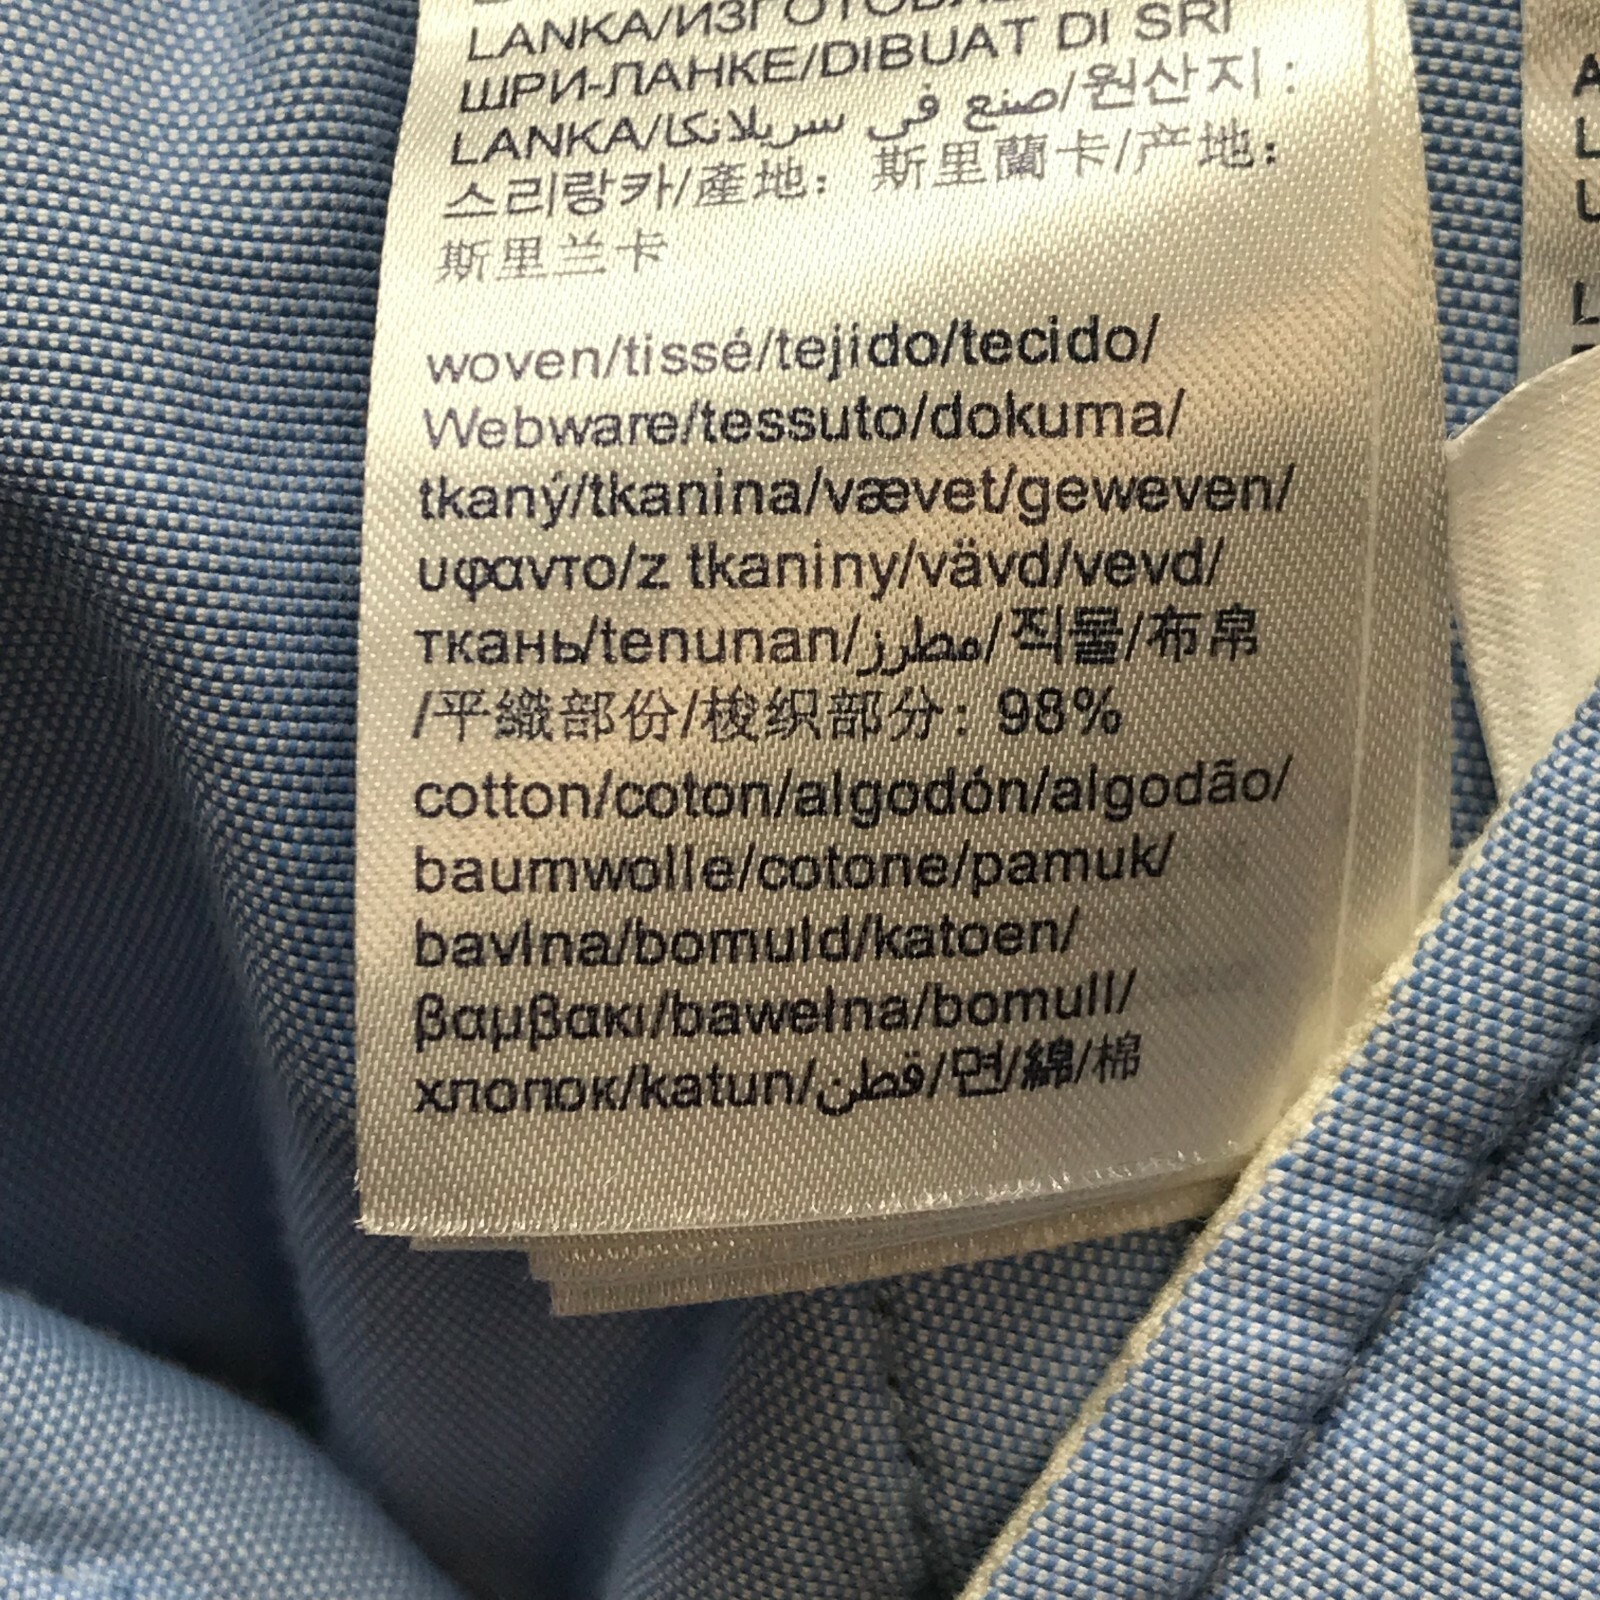 LANKA/ИЗГОТОВЛЕ
ШРИ-ЛАНКЕ/DIBUAT DI SRI
LANKA/صنع في سريلانكا/원산지 :
스리랑카/產地：斯里蘭卡/产地：
斯里兰卡
woven/tissé/tejido/tecido/
Webware/tessuto/dokuma/
tkaný/tkanina/vævet/geweven/
υφαντο/z tkaniny/vävd/vevd/
ткань/tenunan/مطرز/직물/布帛
/平織部份/梭织部分：98%
cotton/coton/algodón/algodão/
baumwolle/cotone/pamuk/
bavlna/bomuld/katoen/
βαμβακι/bawełna/bomull/
хлопок/katun/قطن/면/綿/棉